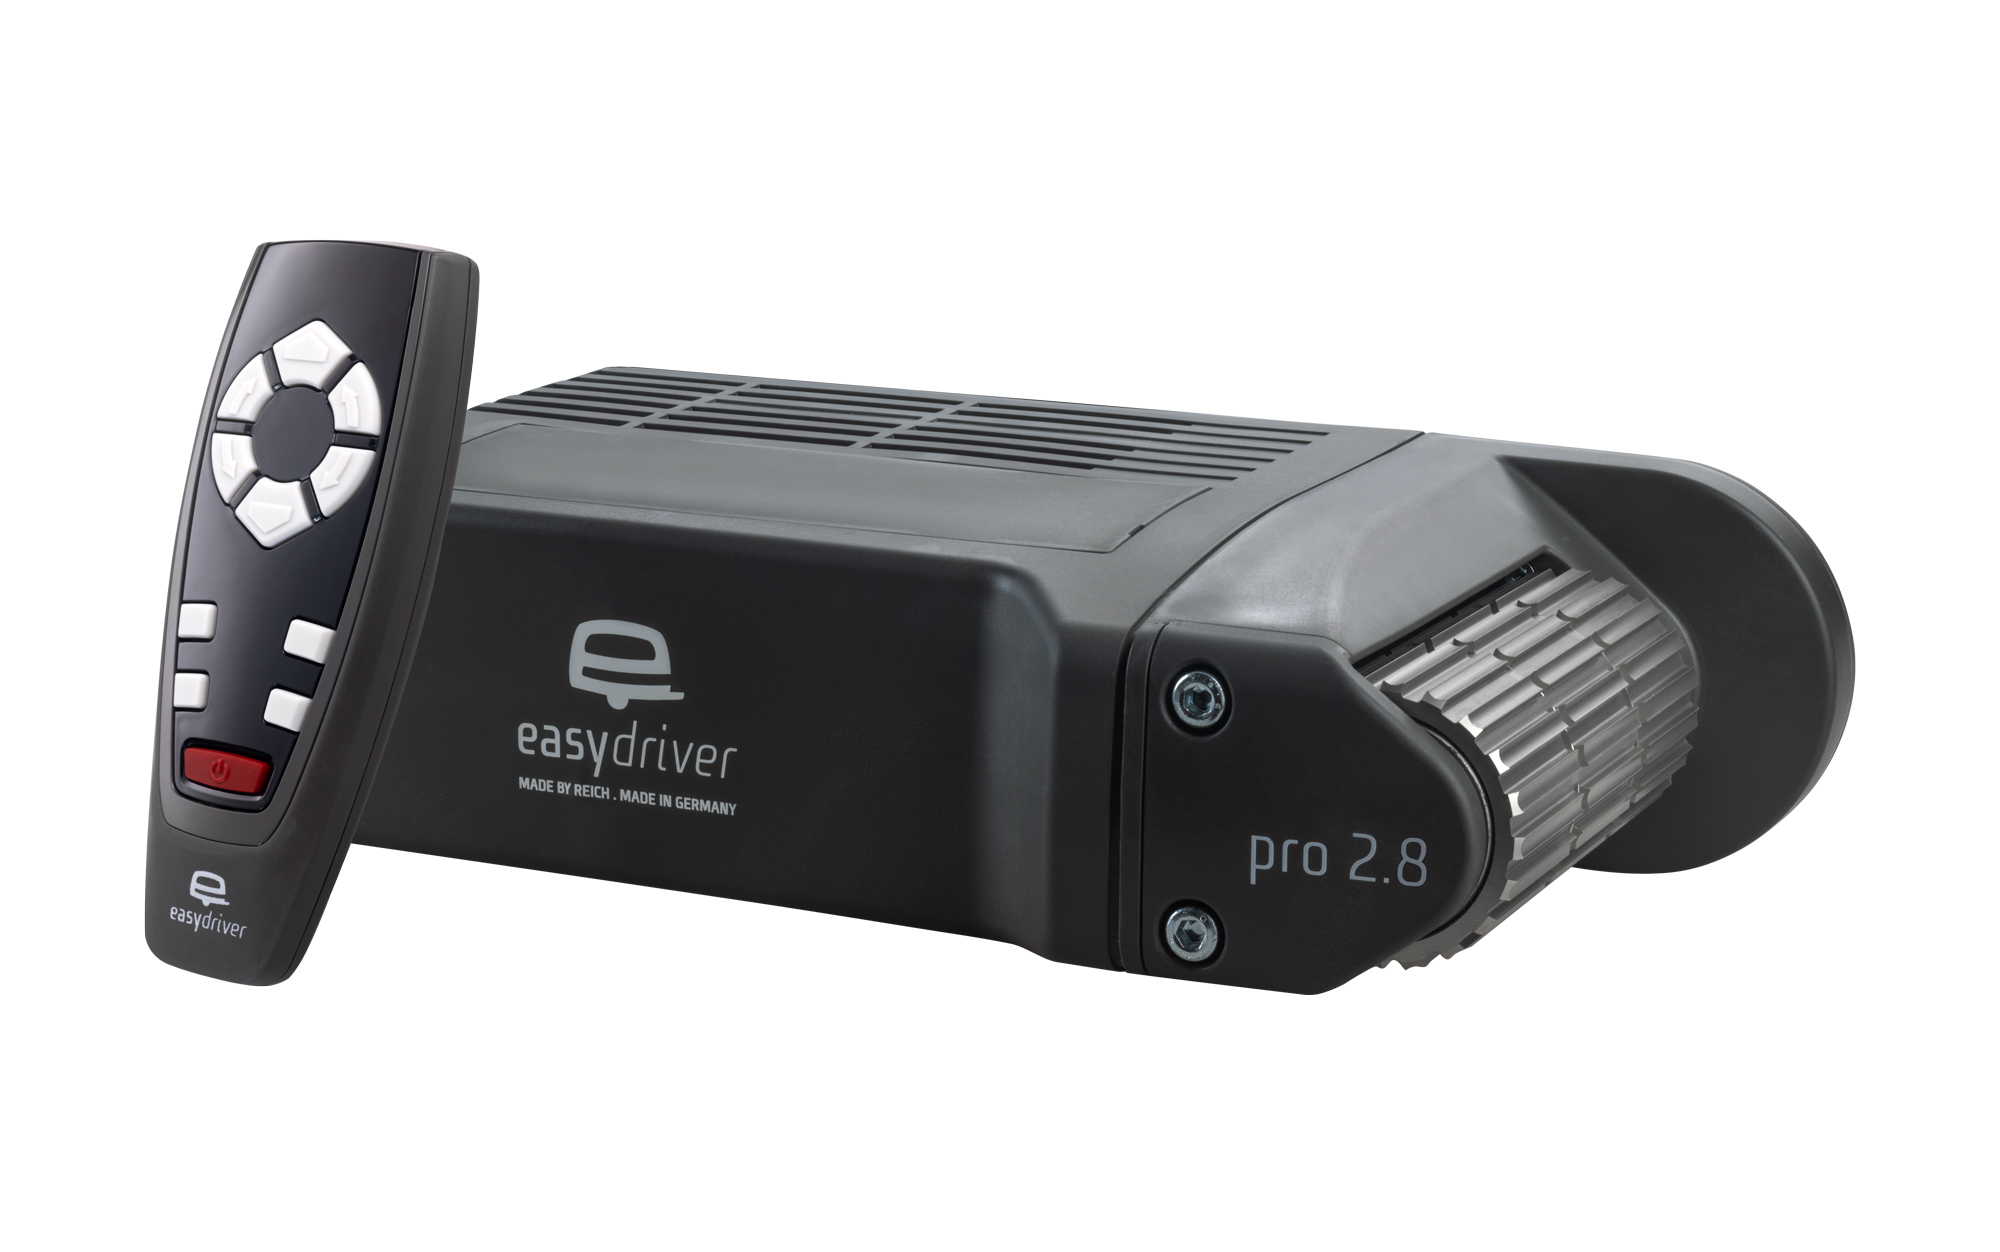 easydriver
MADE BY REICH . MADE IN GERMANY
pro 2.8
easydriver